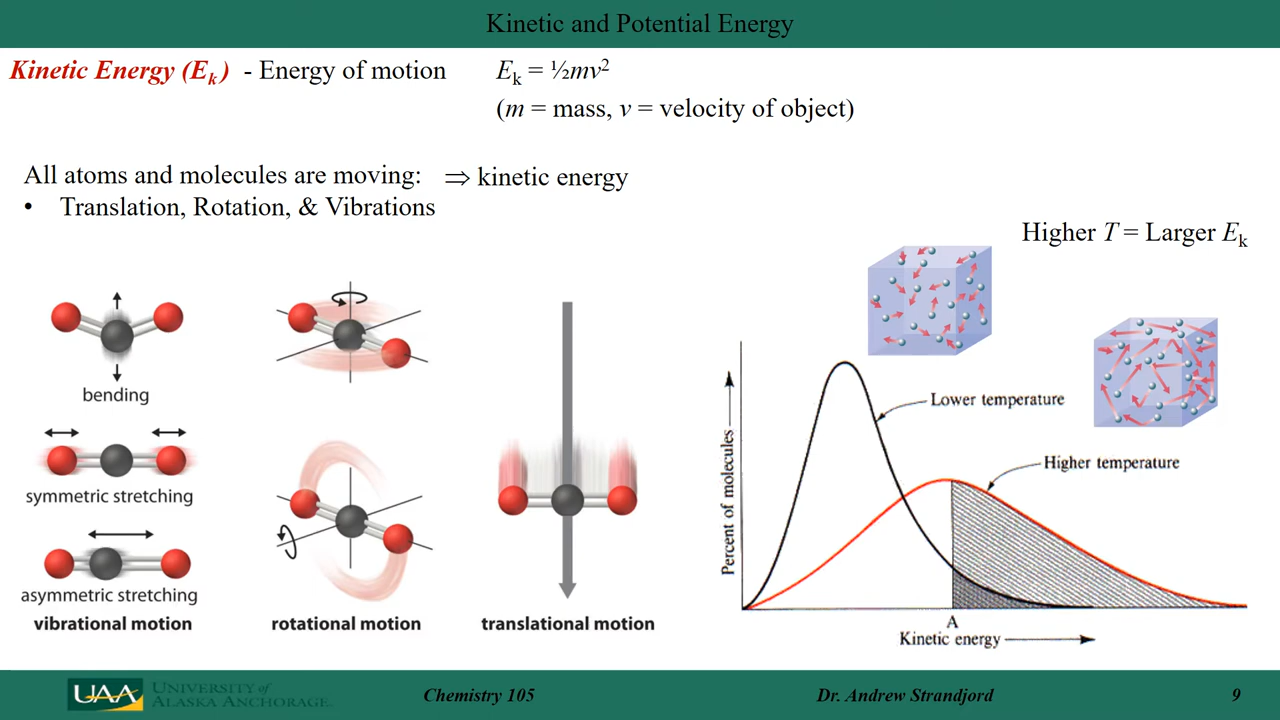 Kinetic and Potential Energy
Kinetic Energy (Ek) - Energy of motion Ek = ½mv²
(m = mass, v = velocity of object)
All atoms and molecules are moving: ⇒ kinetic energy
• Translation, Rotation, & Vibrations
Higher T = Larger Ek
bending
symmetric stretching
asymmetric stretching
vibrational motion
rotational motion
translational motion
Percent of molecules
Lower temperature
Higher temperature
A
Kinetic energy
UAA UNIVERSITY of
ALASKA ANCHORAGE.
Chemistry 105
Dr. Andrew Strandjord
9